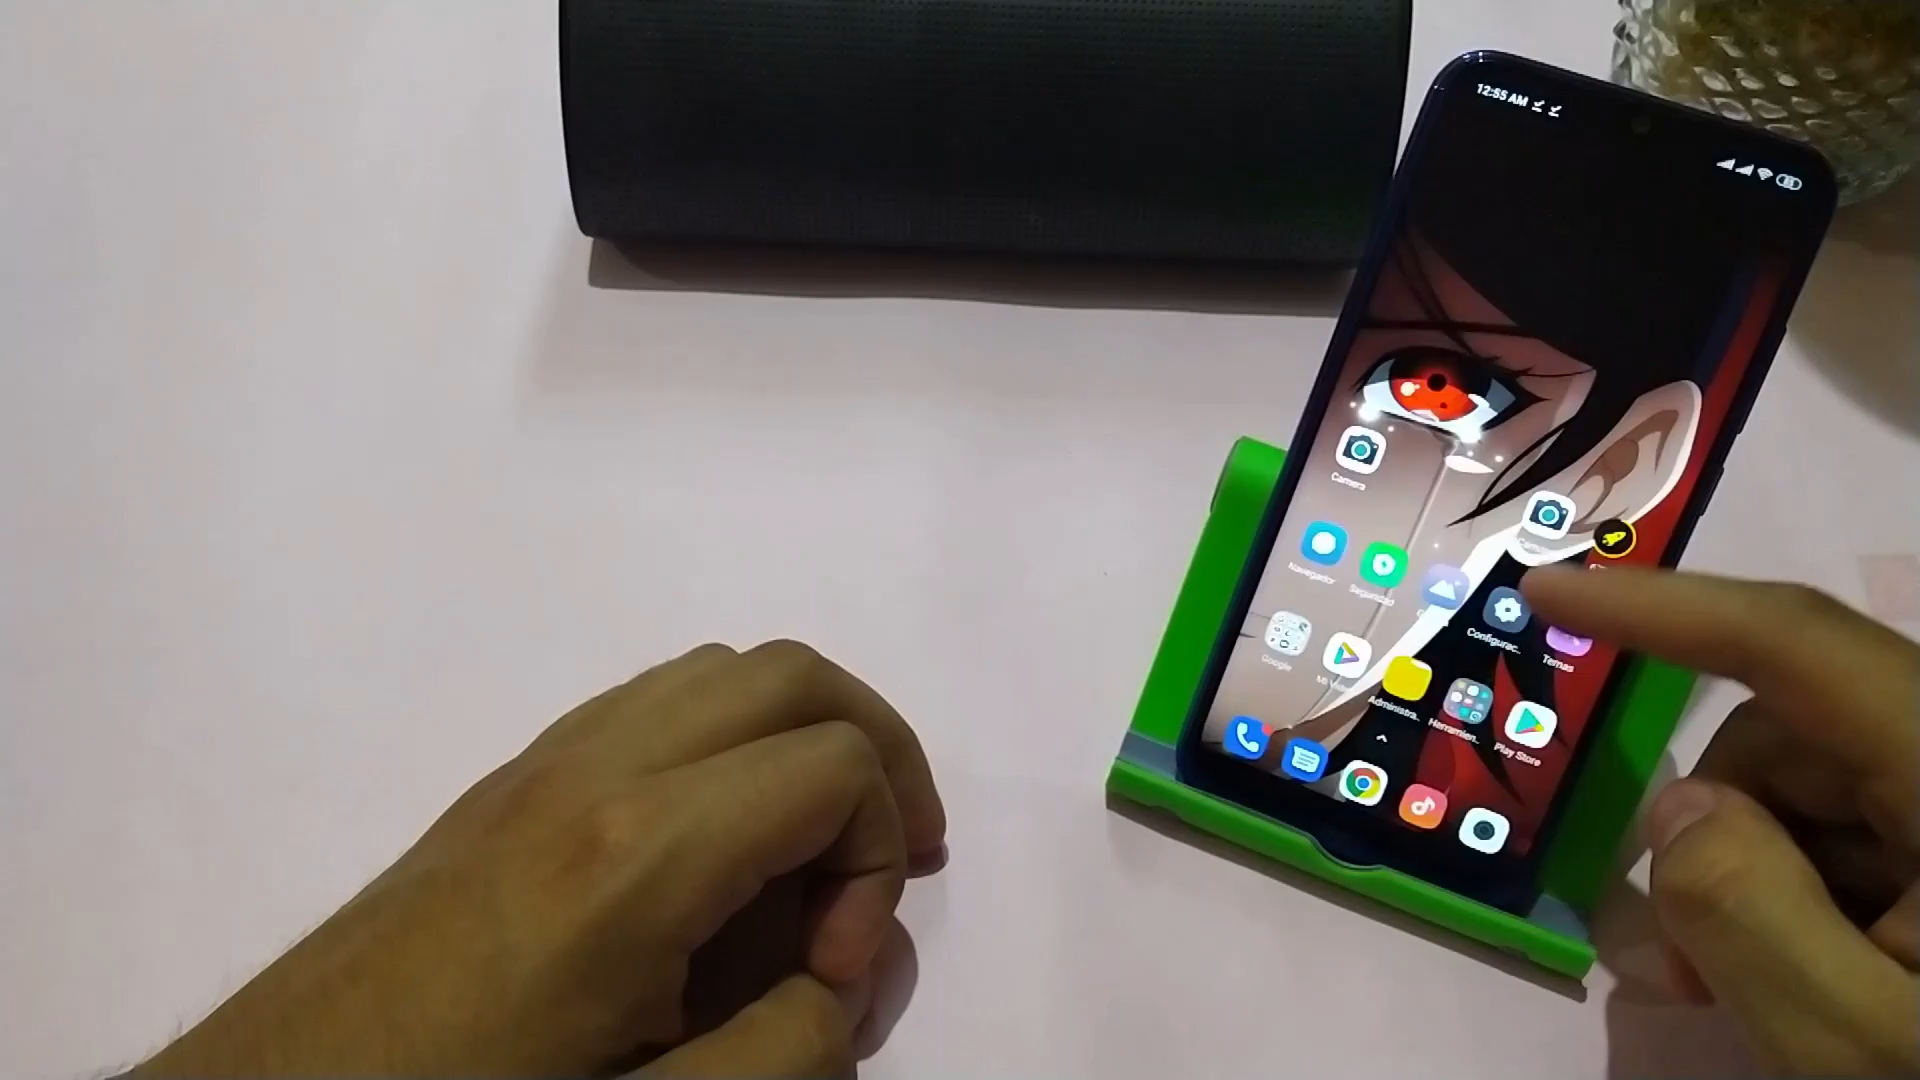 12:55 AM
Camera
Navegador
Seguridad
Configurac..
Temas
Google
Administra..
Herramien..
Play Store